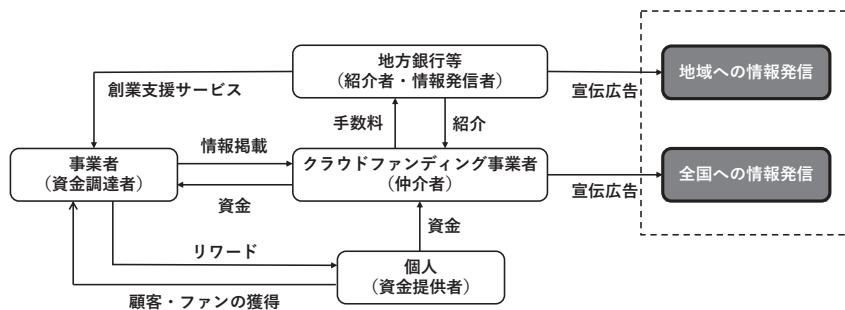 地方銀行等
（紹介者・情報発信者）
地域への情報発信
創業支援サービス
宣伝広告
手数料
紹介
情報掲載
事業者
（資金調達者）
クラウドファンディング事業者
（仲介者）
全国への情報発信
資金
宣伝広告
資金
リワード
個人
（資金提供者）
顧客・ファンの獲得